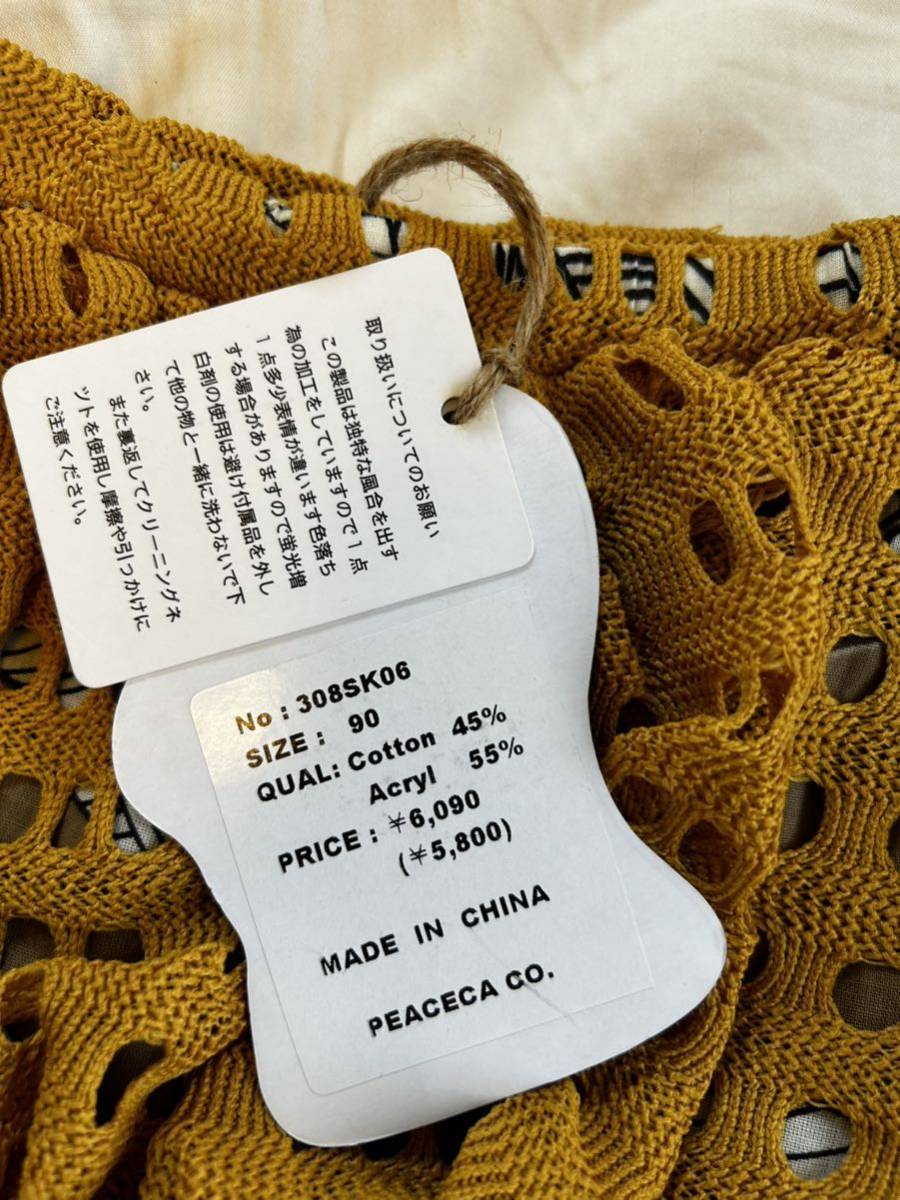 取り扱いについてのお願い
この製品は独特な風合を出す
為の加工をしていますので1点
1点多少表情が違います色落ち
する場合がありますので蛍光増
白剤の使用は避け付属品を外し
て他の物と一緒に洗わないで下
さい。
また裏返してクリーニングネ
ットを使用し摩擦や引っかけに
ご注意ください。
No : 308SK06
SIZE : 90
QUAL: Cotton 45%
Acryl 55%
PRICE : ¥6,090
(¥5,800)
MADE IN CHINA
PEACECA CO.